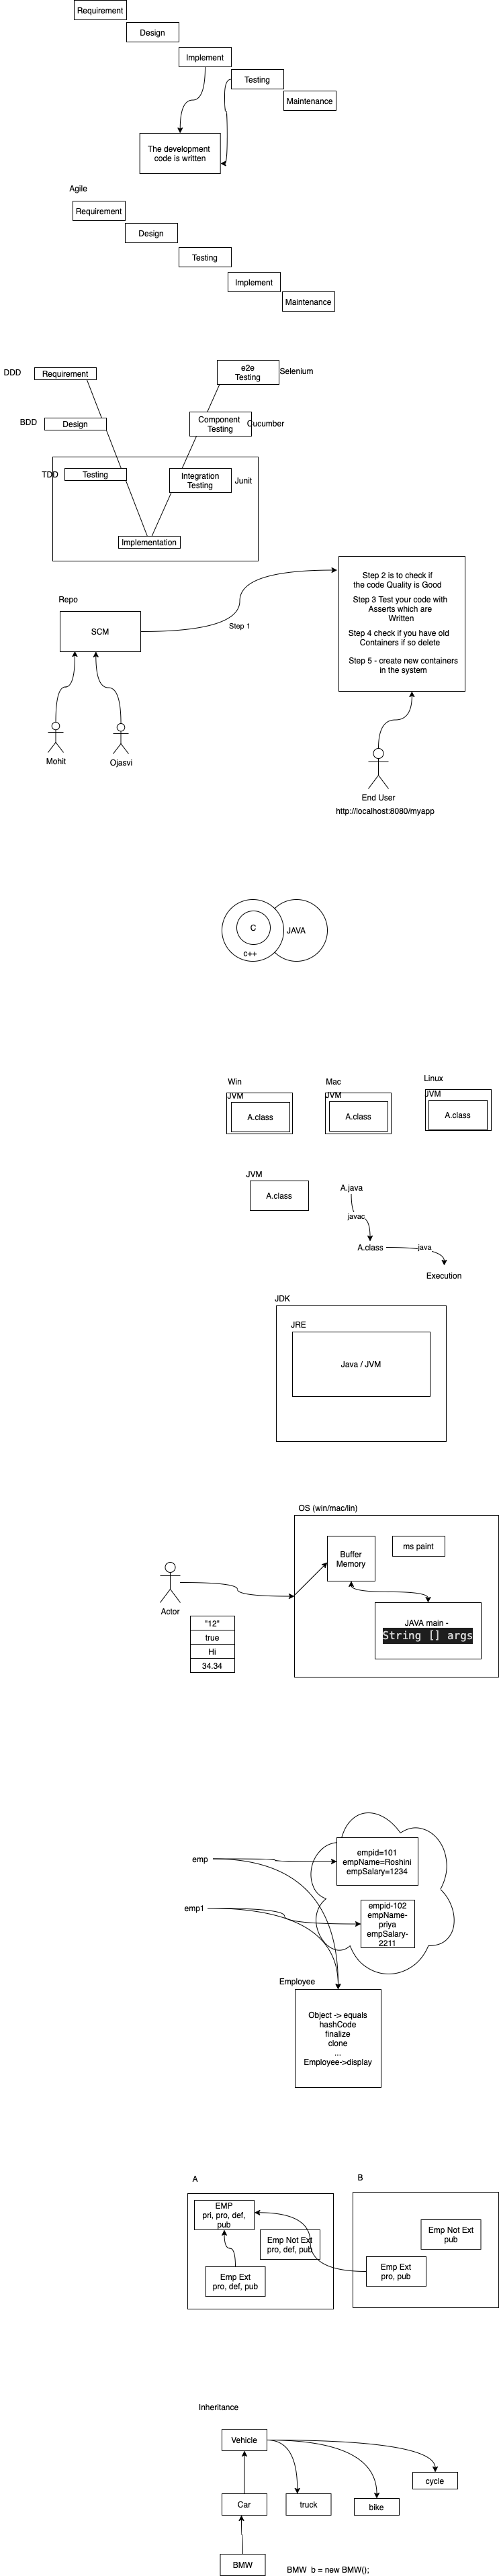 Requirement
Design
Implement
Testing
Maintenance
The development
code is written
Agile
Requirement
Design
Testing
Implement
Maintenance
DDD
Requirement
e2e
Testing
Selenium
BDD
Design
Component
Testing
Cucumber
TDD
Testing
Integration
Testing
Junit
Implementation
Repo
SCM
Step 1
Step 2 is to check if
the code Quality is Good
Step 3 Test your code with
Asserts which are
Written
Step 4 check if you have old
Containers if so delete
Step 5 - create new containers
in the system
Mohit
Ojasvi
End User
http://localhost:8080/myapp
C
JAVA
c++
Win
JVM
A.class
Mac
JVM
A.class
Linux
JVM
A.class
JVM
A.class
A.java
javac
A.class
java
Execution
JDK
JRE
Java / JVM
OS (win/mac/lin)
Buffer
Memory
ms paint
Actor
"12"
true
Hi
34.34
JAVA main -
String [] args
emp
empid=101
empName=Roshini
empSalary=1234
emp1
empid-102
empName-
priya
empSalary-
2211
Employee
Object -> equals
hashCode
finalize
clone
...
Employee->display
A
EMP
pri, pro, def,
pub
Emp Not Ext
pro, def, pub
Emp Ext
pro, def, pub
B
Emp Not Ext
pub
Emp Ext
pro, pub
Inheritance
Vehicle
cycle
Car
truck
bike
BMW
BMW b = new BMW();